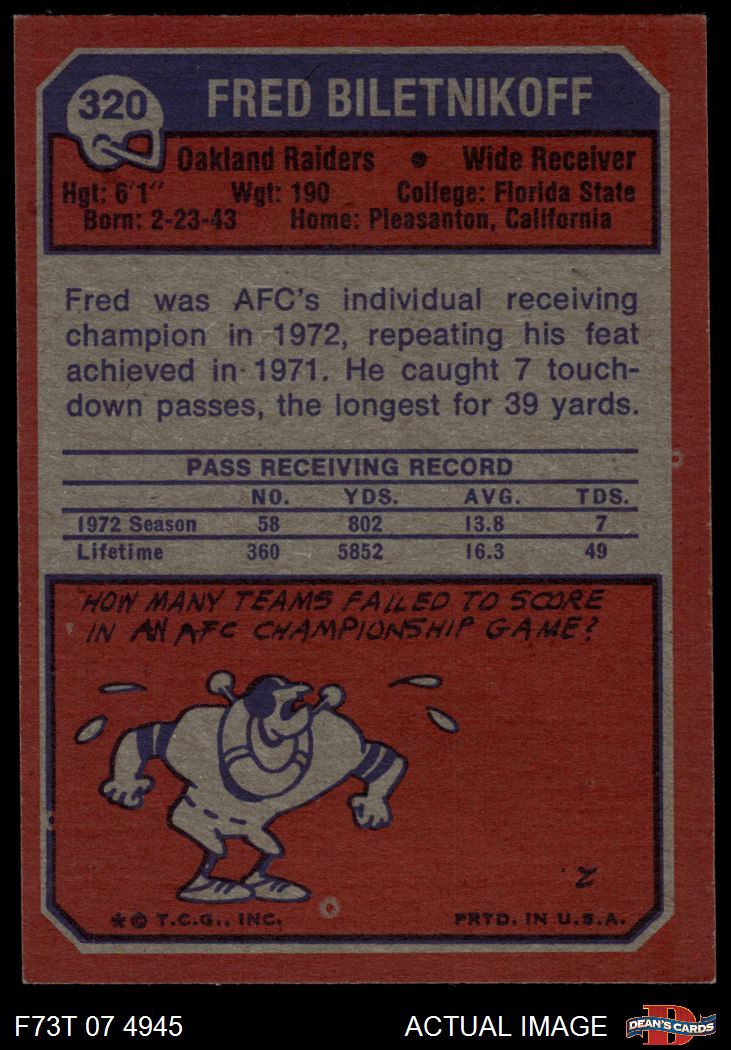 320
FRED BILETNIKOFF
Oakland Raiders • Wide Receiver
Hgt: 6'1" Wgt: 190 College: Florida State
Born: 2-23-43 Home: Pleasanton, California
Fred was AFC's individual receiving
champion in 1972, repeating his feat
achieved in 1971. He caught 7 touch-
down passes, the longest for 39 yards.
PASS RECEIVING RECORD
NO. YDS. AVG. TDS.
1972 Season 58 802 13.8 7
Lifetime 360 5852 16.3 49
HOW MANY TEAMS FAILED TO SCORE
IN AN AFC CHAMPIONSHIP GAME?
* © T.C.G., INC. PRTD. IN U.S.A.
F73T 07 4945 ACTUAL IMAGE DEAN'S CARDS